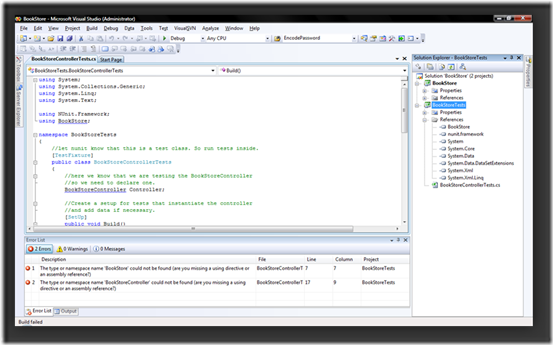 BookStore - Microsoft Visual Studio (Administrator)
File Edit View Project Build Debug Data Tools Test VisualSVN Analyze Window Help
Debug Any CPU EncodePassword
BookStoreControllerTests.cs Start Page
BookStoreTests.BookStoreControllerTests Build()
using System;
using System.Collections.Generic;
using System.Linq;
using System.Text;
using NUnit.Framework;
using BookStore;
namespace BookStoreTests
{
//let nunit know that this is a test class. So run tests inside.
[TestFixture]
public class BookStoreControllerTests
{
//here we know that we are testing the BookStoreController
//so we need to declare one.
BookStoreController Controller;
//Create a setup for tests that instantiate the controller
//and add data if necessary.
[SetUp]
public void Build()
Toolbox
Server Explorer
Solution Explorer - BookStoreTests
Solution 'BookStore' (2 projects)
BookStore
Properties
References
BookStoreTests
Properties
References
BookStore
nunit.framework
System
System.Core
System.Data
System.Data.DataSetExtensions
System.Xml
System.Xml.Linq
BookStoreControllerTests.cs
Properties
Error List
2 Errors 0 Warnings 0 Messages
Description File Line Column Project
1 The type or namespace name 'BookStore' could not be found (are you missing a using directive or an assembly reference?) BookStoreControllerT 7 7 BookStoreTests
2 The type or namespace name 'BookStoreController' could not be found (are you missing a using directive or an assembly reference?) BookStoreControllerT 17 9 BookStoreTests
Error List Output
Build failed